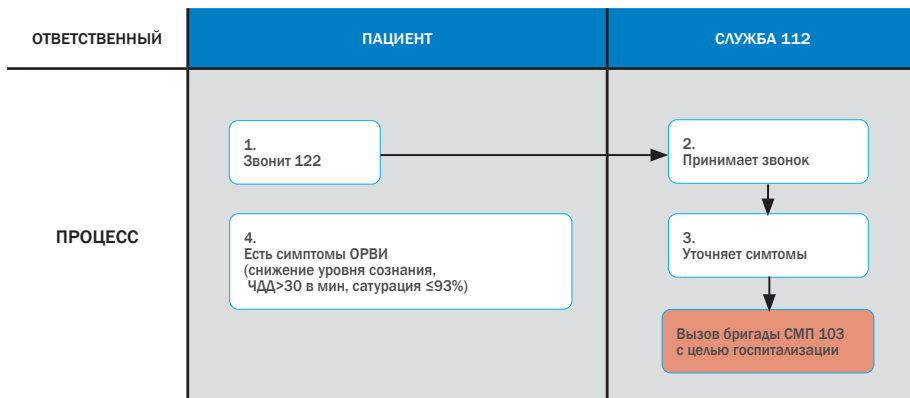 ОТВЕТСТВЕННЫЙ
ПАЦИЕНТ
СЛУЖБА 112
ПРОЦЕСС
1.
Звонит 122
2.
Принимает звонок
4.
Есть симптомы ОРВИ
(снижение уровня сознания,
ЧДД>30 в мин, сатурация ≤93%)
3.
Уточняет симтомы
Вызов бригады СМП 103
с целью госпитализации